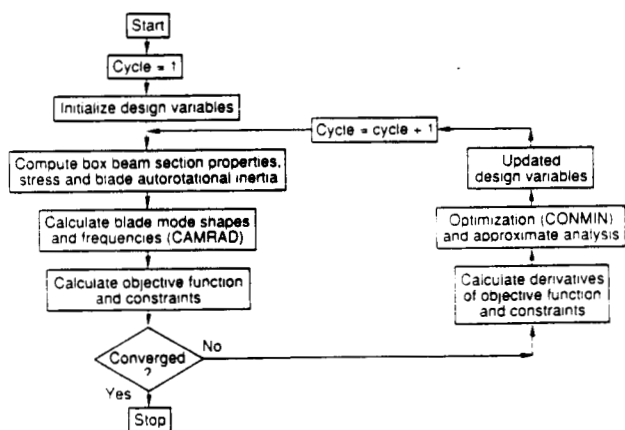 Start
Cycle = 1
Initialize design variables
Cycle = cycle + 1
Compute box beam section properties,
stress and blade autorotational inertia
Updated
design variables
Calculate blade mode shapes
and frequencies (CAMRAD)
Optimization (CONMIN)
and approximate analysis
Calculate objective function
and constraints
Calculate derivatives
of objective function
and constraints
Converged
?
No
Yes
Stop